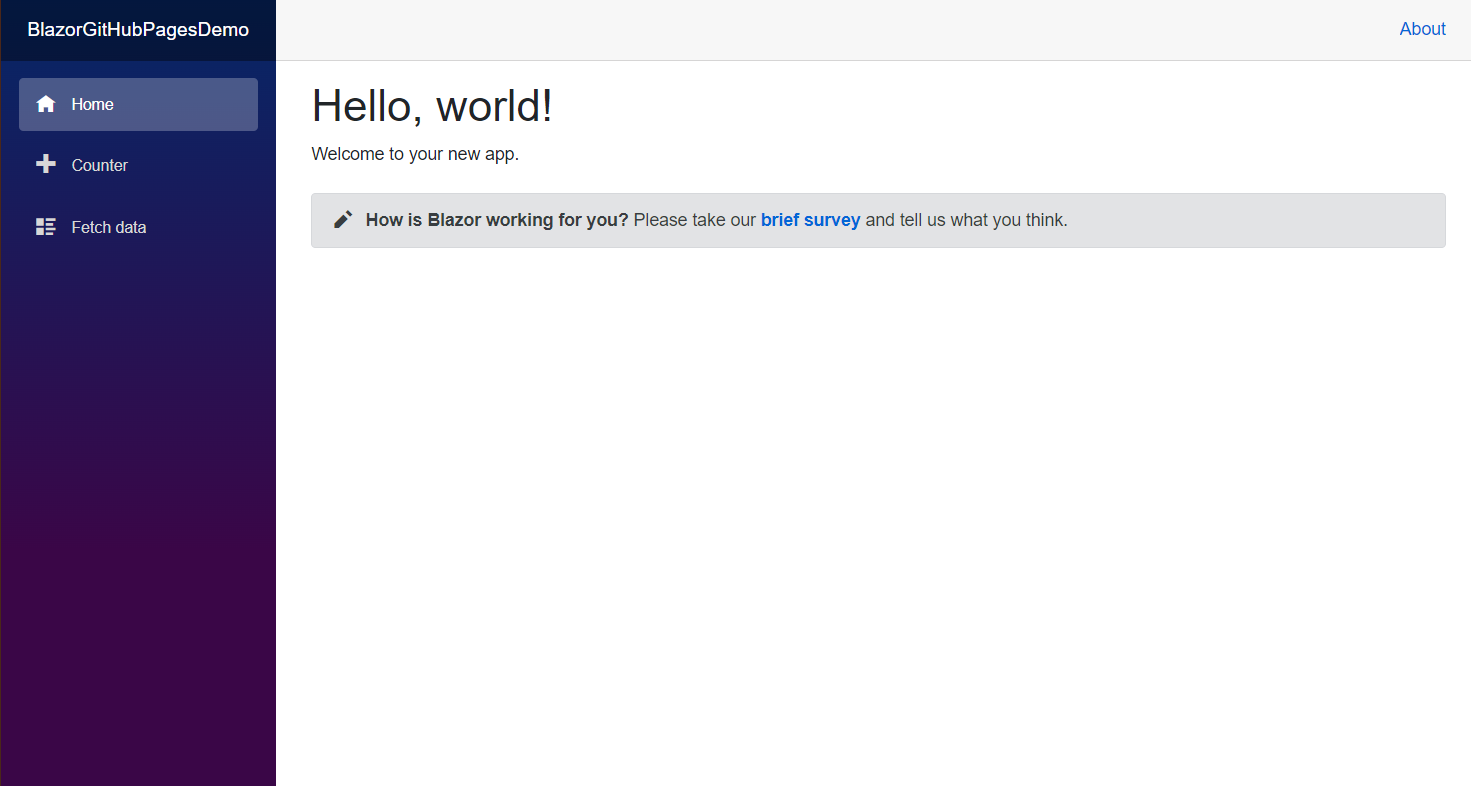 BlazorGitHubPagesDemo
About
Home
Counter
Fetch data
Hello, world!
Welcome to your new app.
How is Blazor working for you? Please take our brief survey and tell us what you think.